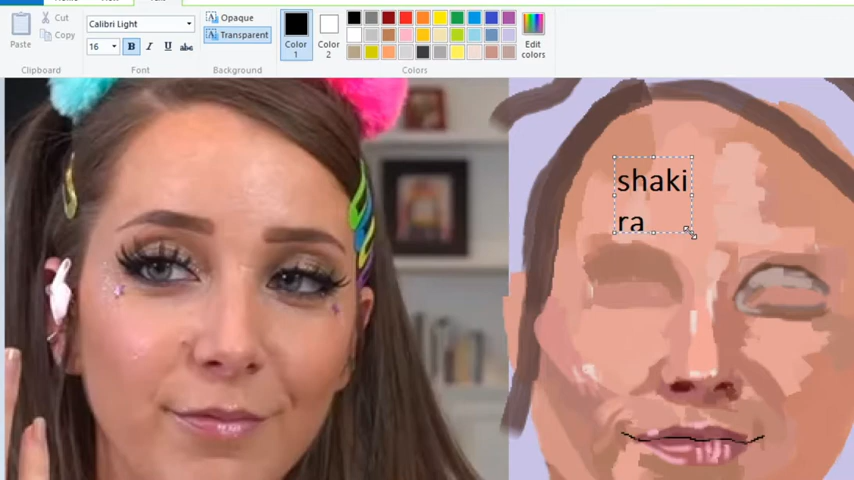 Cut
Copy
Paste
Clipboard
Calibri Light
16
B I U abc
Font
Opaque
Transparent
Background
Color
1
Color
2
Edit
colors
Colors
shaki
ra